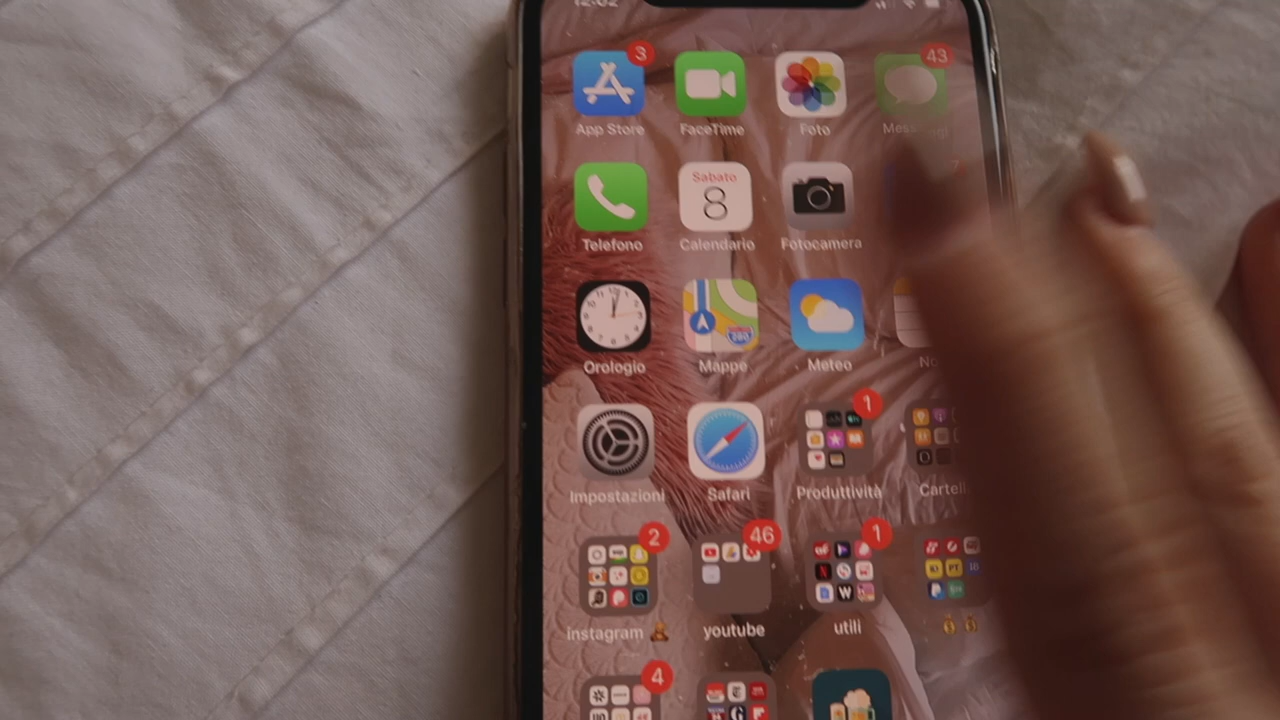 3
43
App Store
FaceTime
Foto
Sabato
8
Telefono
Calendario
Fotocamera
Orologio
Mappe
Meteo
1
Impostazioni
Safari
Produttività
2
46
1
instagram
youtube
utili
4